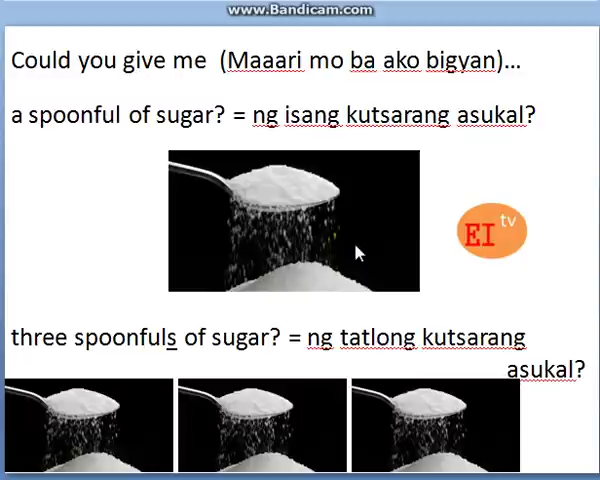 www.Bandicam.com
Could you give me (Maaari mo ba ako bigyan)...
a spoonful of sugar? = ng isang kutsarang asukal?
EI tv
three spoonfuls of sugar? = ng tatlong kutsarang
asukal?